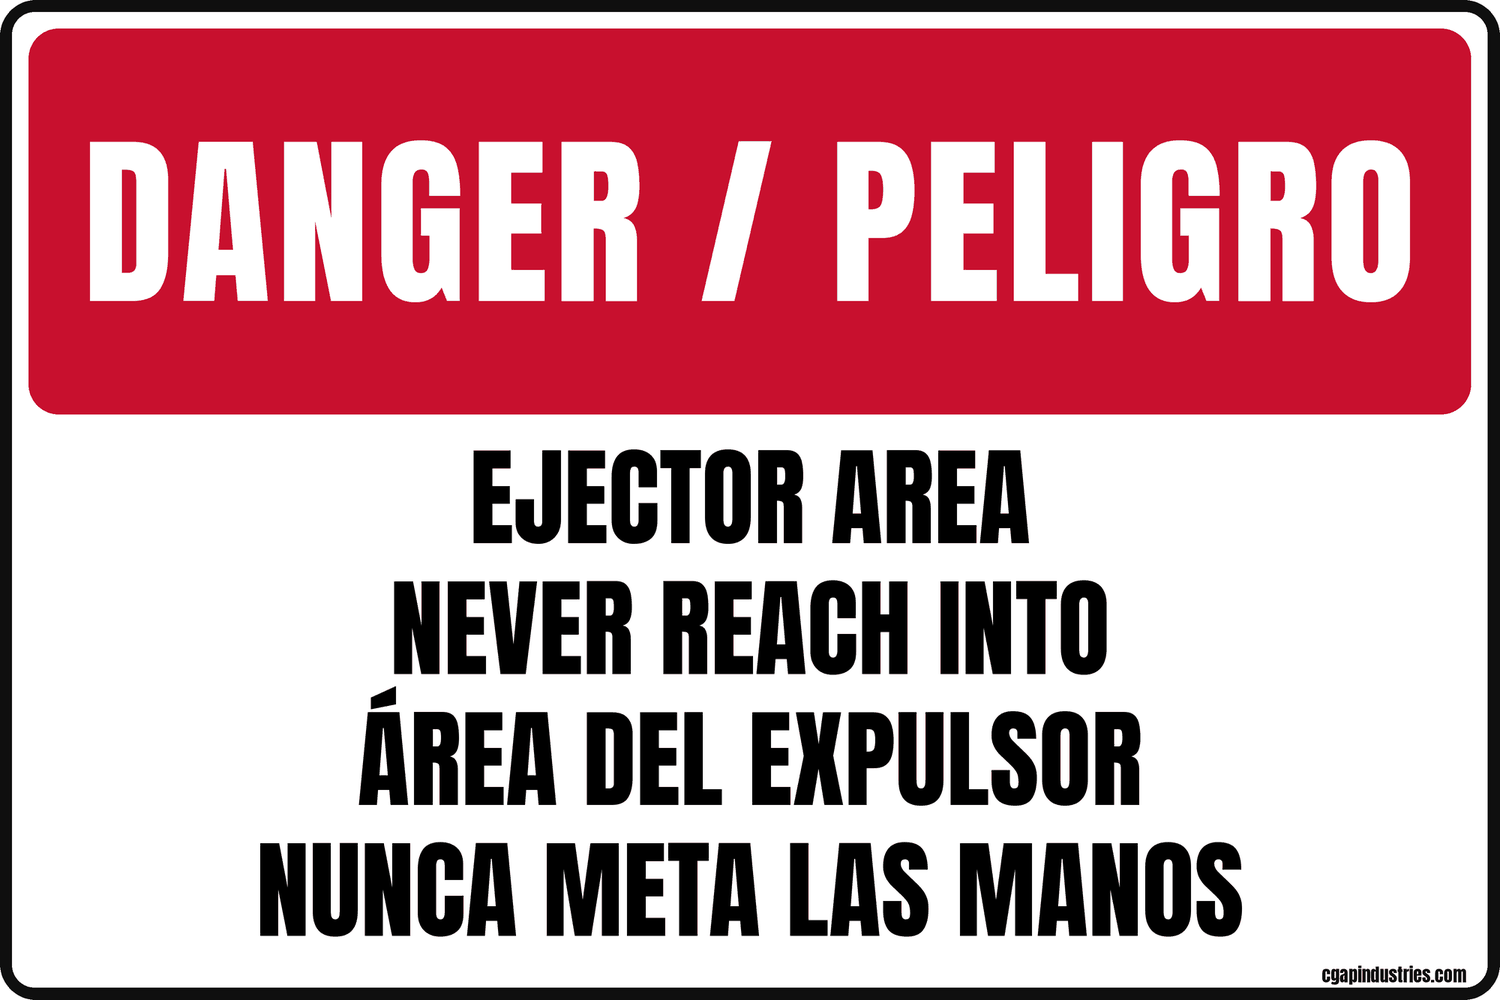 DANGER / PELIGRO
EJECTOR AREA
NEVER REACH INTO
ÁREA DEL EXPULSOR
NUNCA META LAS MANOS
cgapindustries.com